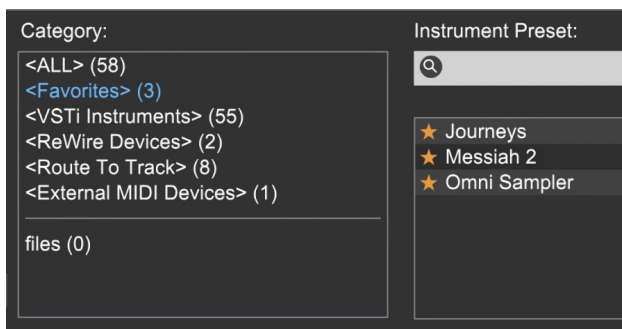 Category:
<ALL> (58)
<Favorites> (3)
<VSTi Instruments> (55)
<ReWire Devices> (2)
<Route To Track> (8)
<External MIDI Devices> (1)
files (0)
Instrument Preset:
Journeys
Messiah 2
Omni Sampler